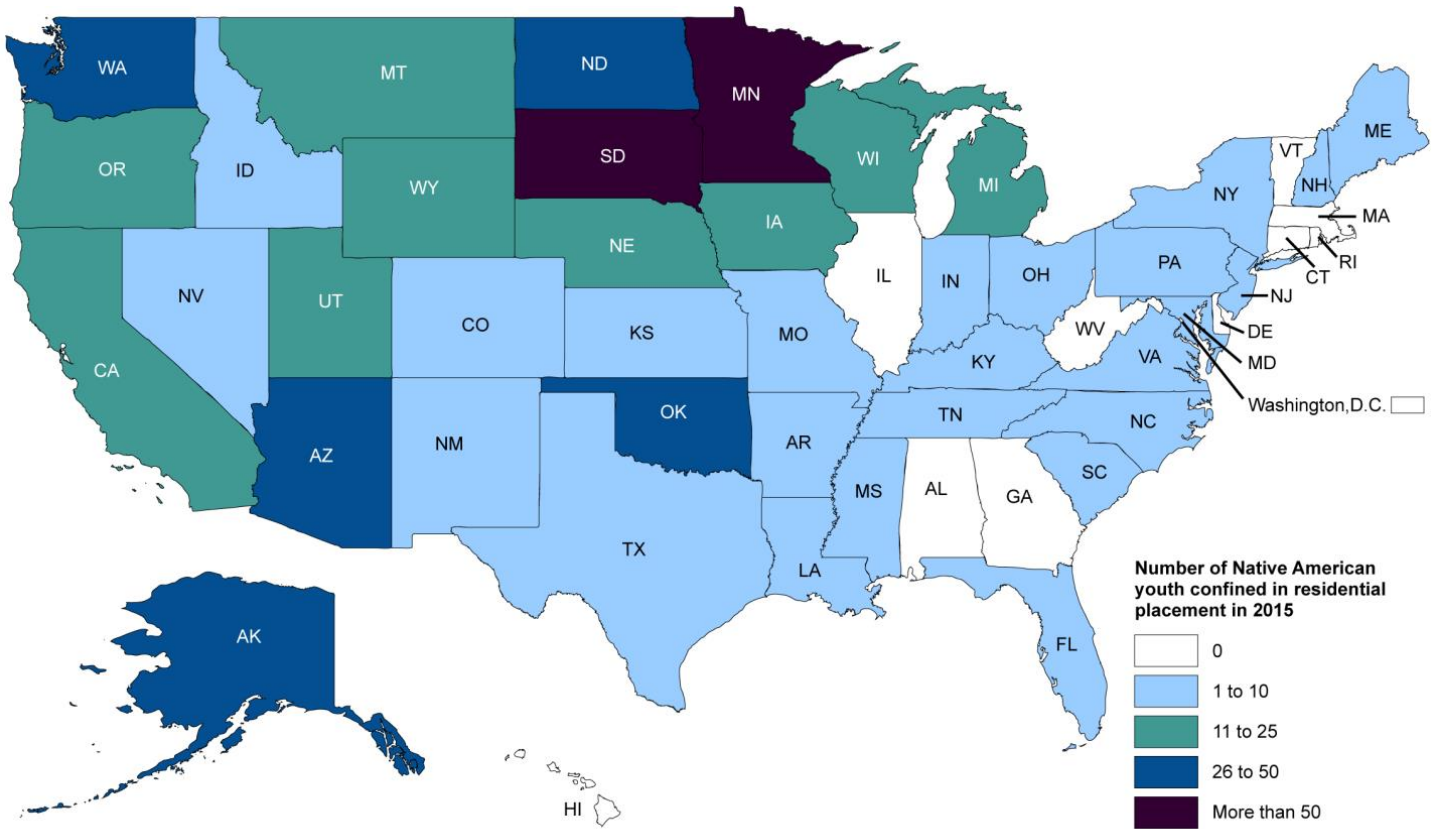 WA
MT
ND
MN
OR
ID
WY
SD
WI
MI
ME
VT
NH
NY
MA
RI
CT
NE
IA
NV
UT
CO
KS
MO
IL
IN
OH
PA
NJ
DE
MD
WV
VA
KY
Washington,D.C.
CA
AZ
NM
OK
AR
TN
NC
SC
MS
AL
GA
TX
LA
FL
AK
HI
Number of Native American
youth confined in residential
placement in 2015
0
1 to 10
11 to 25
26 to 50
More than 50